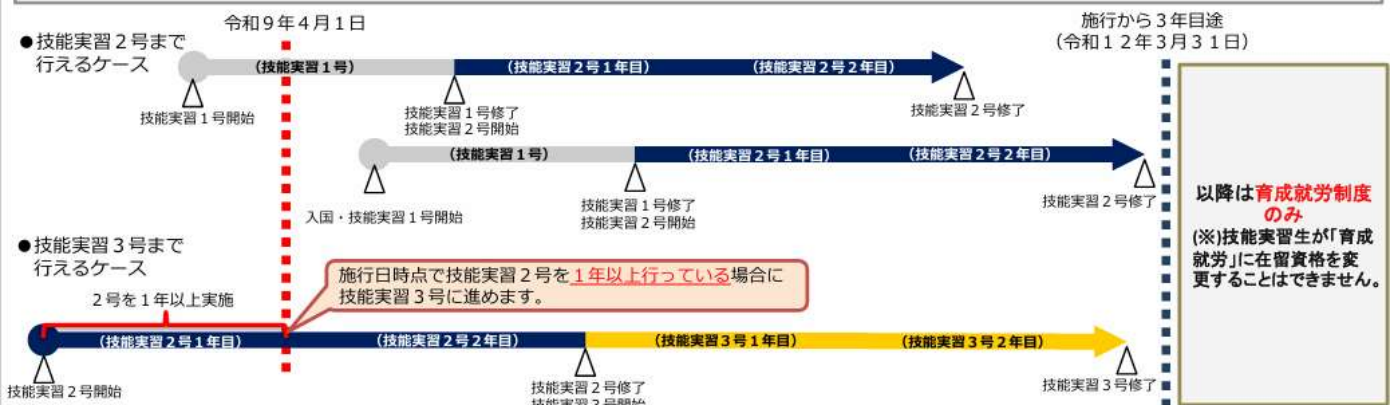 令和９年４月１日
施行から３年目途
（令和１２年３月３１日）
●技能実習２号まで
行えるケース
（技能実習１号）
（技能実習２号１年目）
（技能実習２号２年目）
技能実習１号開始
技能実習１号修了
技能実習２号開始
技能実習２号修了
（技能実習１号）
（技能実習２号１年目）
（技能実習２号２年目）
入国・技能実習１号開始
技能実習１号修了
技能実習２号開始
技能実習２号修了
以降は育成就労制度
のみ
(※)技能実習生が「育成
就労」に在留資格を変
更することはできません。
●技能実習３号まで
行えるケース
施行日時点で技能実習２号を１年以上行っている場合に
技能実習３号に進めます。
２号を１年以上実施
（技能実習２号１年目）
（技能実習２号２年目）
（技能実習３号１年目）
（技能実習３号２年目）
技能実習２号開始
技能実習２号修了
技能実習３号開始
技能実習３号修了